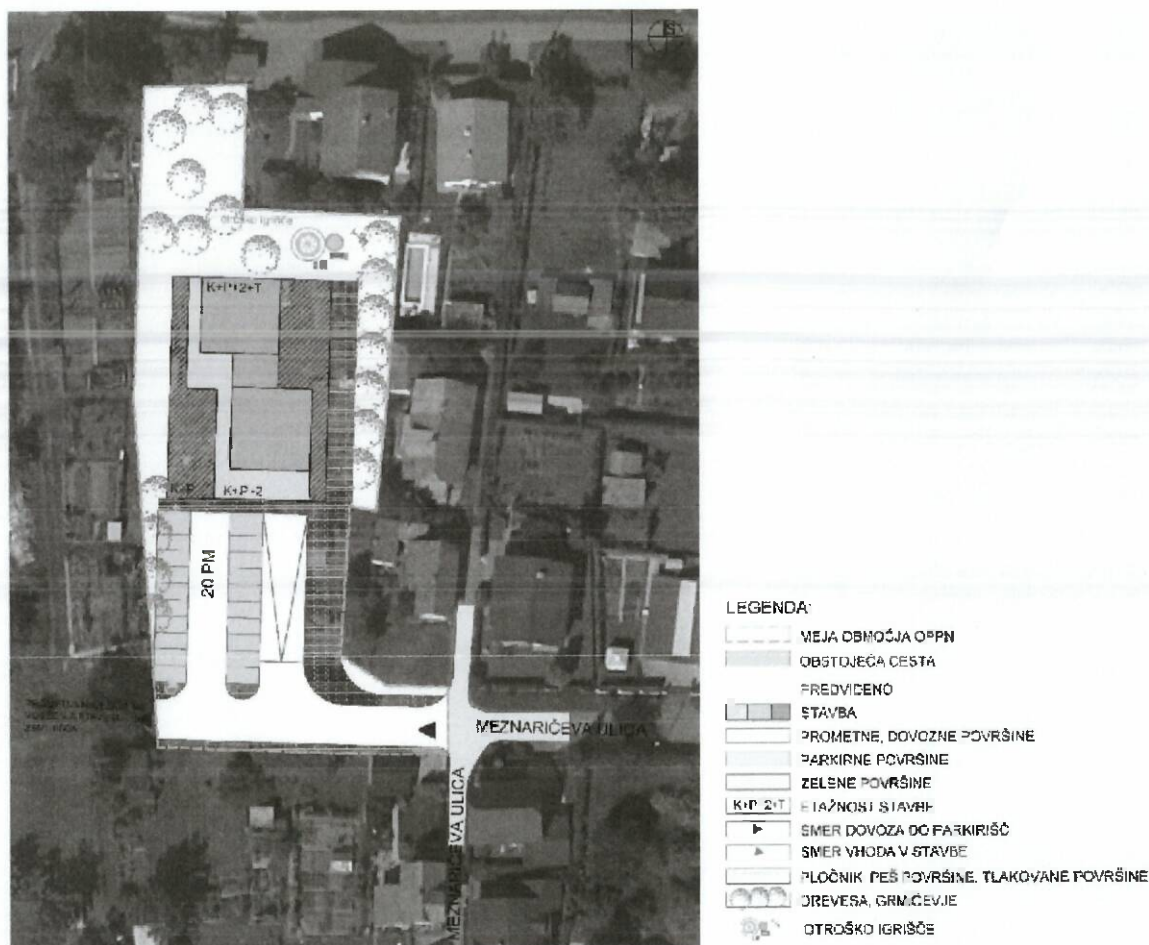 S
Otroško igrišče
K+P+2+T
K+P
K+P+2
20 PM
MEZNARIČEVA ULICA
MEZNARIČEVA ULICA
LEGENDA:
MEJA OBMOČJA OPPN
OBSTOJEČA CESTA
PREDVIDENO
STAVBA
PROMETNE, DOVOZNE POVRŠINE
PARKIRNE POVRŠINE
ZELENE POVRŠINE
K+P+2+T ETAŽNOST STAVBE
SMER DOVOZA DO PARKIRIŠČ
SMER VHODA V STAVBE
PLOČNIK, PEŠ POVRŠINE, TLAKOVANE POVRŠINE
DREVESA, GRMIČEVJE
OTROŠKO IGRIŠČE